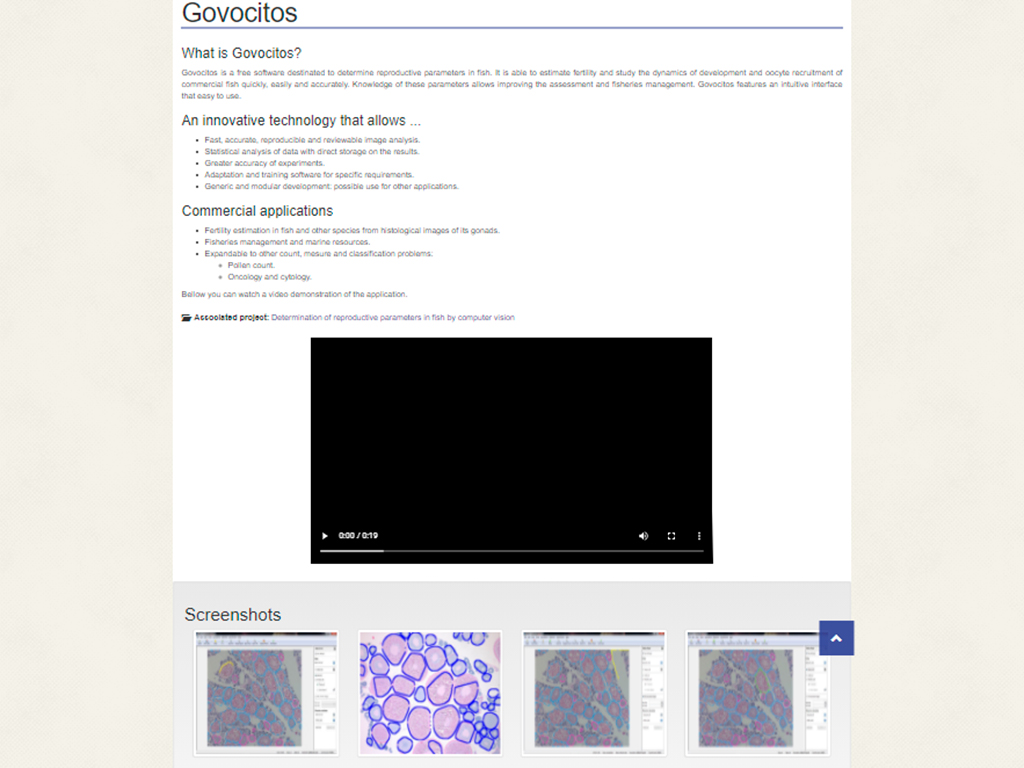 Govocitos
What is Govocitos?
Govocitos is a free software destinated to determine reproductive parameters in fish. It is able to estimate fertility and study the dynamics of development and oocyte recruitment of
commercial fish quickly, easily and accurately. Knowledge of these parameters allows improving the assessment and fisheries management. Govocitos features an intuitive interface
that easy to use.
An innovative technology that allows ...
• Fast, accurate, reproducible and reviewable image analysis.
• Statistical analysis of data with direct storage on the results.
• Greater accuracy of experiments.
• Adaptation and training software for specific requirements.
• Generic and modular development: possible use for other applications.
Commercial applications
• Fertility estimation in fish and other species from histological images of its gonads.
• Fisheries management and marine resources.
• Expandable to other count, mesure and classification problems:
• Pollen count.
• Oncology and cytology.
Bellow you can watch a video demonstration of the application.
Associated project: Determination of reproductive parameters in fish by computer vision
0:00 / 0:19
Screenshots